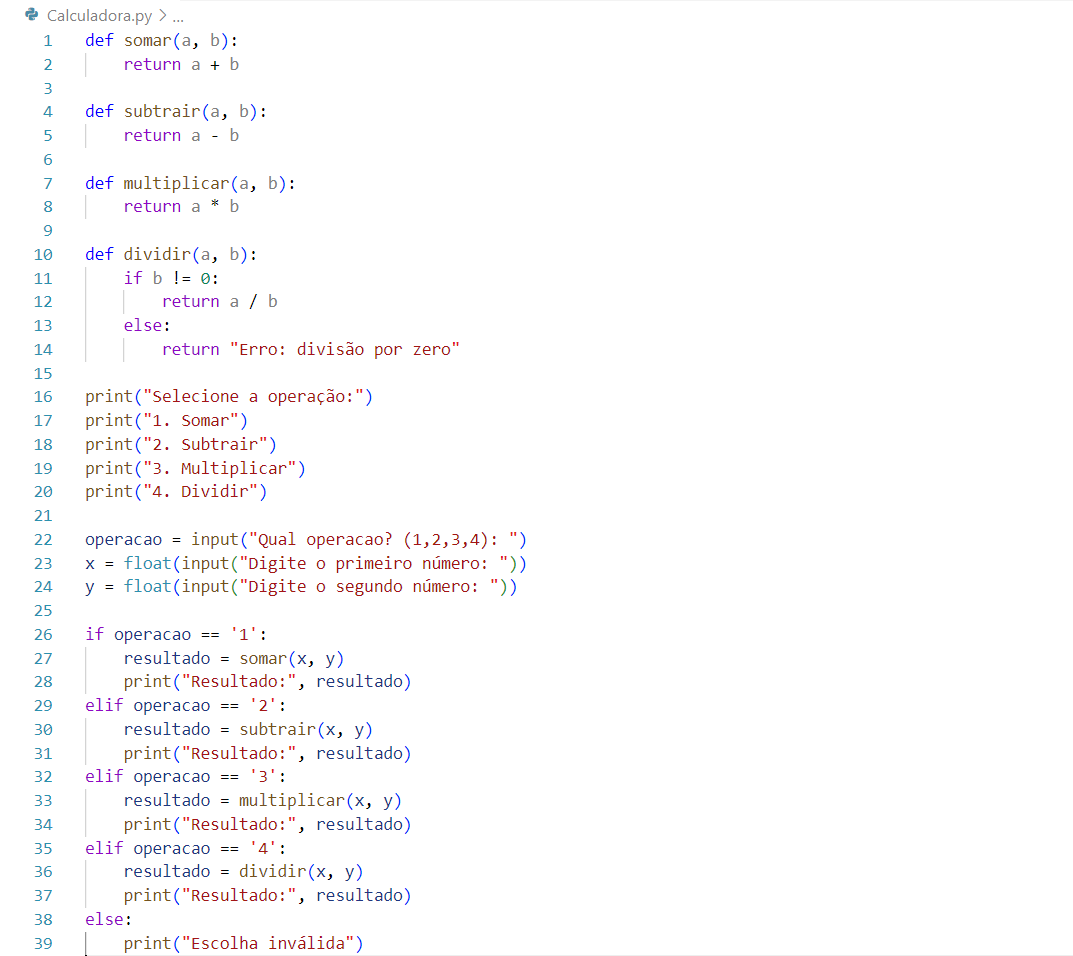 Calculadora.py > ...
1 def somar(a, b):
2     return a + b
3
4 def subtrair(a, b):
5     return a - b
6
7 def multiplicar(a, b):
8     return a * b
9
10 def dividir(a, b):
11     if b != 0:
12         return a / b
13     else:
14         return "Erro: divisão por zero"
15
16 print("Selecione a operação:")
17 print("1. Somar")
18 print("2. Subtrair")
19 print("3. Multiplicar")
20 print("4. Dividir")
21
22 operacao = input("Qual operacao? (1,2,3,4): ")
23 x = float(input("Digite o primeiro número: "))
24 y = float(input("Digite o segundo número: "))
25
26 if operacao == '1':
27     resultado = somar(x, y)
28     print("Resultado:", resultado)
29 elif operacao == '2':
30     resultado = subtrair(x, y)
31     print("Resultado:", resultado)
32 elif operacao == '3':
33     resultado = multiplicar(x, y)
34     print("Resultado:", resultado)
35 elif operacao == '4':
36     resultado = dividir(x, y)
37     print("Resultado:", resultado)
38 else:
39     print("Escolha inválida")